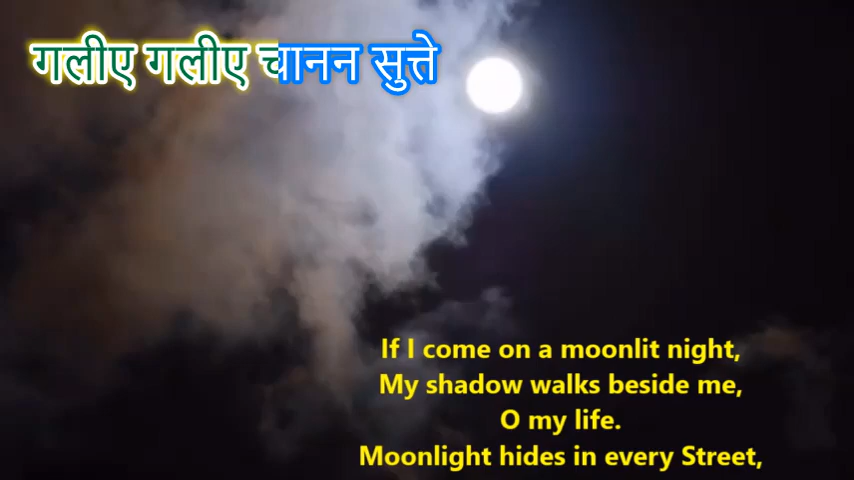 गलीए गलीए चानन सुत्ते
If I come on a moonlit night,
My shadow walks beside me,
O my life.
Moonlight hides in every Street,